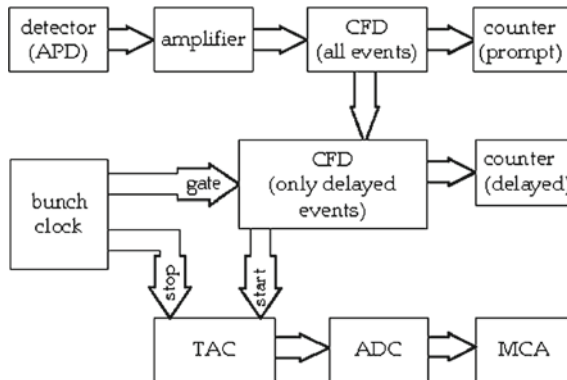 detector
(APD)
amplifier
CFD
(all events)
counter
(prompt)
bunch
clock
gate
CFD
(only delayed
events)
counter
(delayed)
stop
start
TAC
ADC
MCA